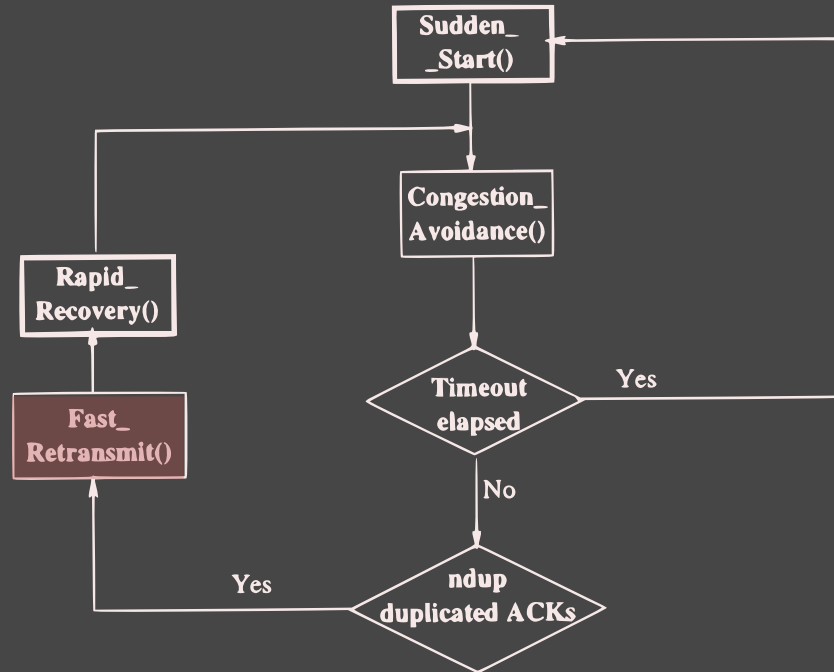 Sudden_
_Start()
Congestion_
Avoidance()
Rapid_
Recovery()
Timeout
elapsed
Yes
Fast_
Retransmit()
No
Yes
ndup
duplicated ACKs